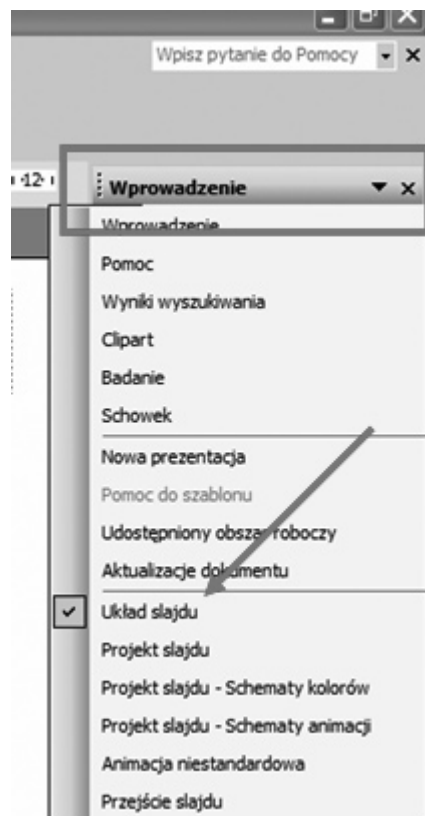 Wpisz pytanie do Pomocy
12
Wprowadzenie
Wprowadzenie
Pomoc
Wyniki wyszukiwania
Clipart
Badanie
Schowek
Nowa prezentacja
Pomoc do szablonu
Udostępniony obszar roboczy
Aktualizacje dokumentu
Układ slajdu
Projekt slajdu
Projekt slajdu - Schematy kolorów
Projekt slajdu - Schematy animacji
Animacja niestandardowa
Przejście slajdu